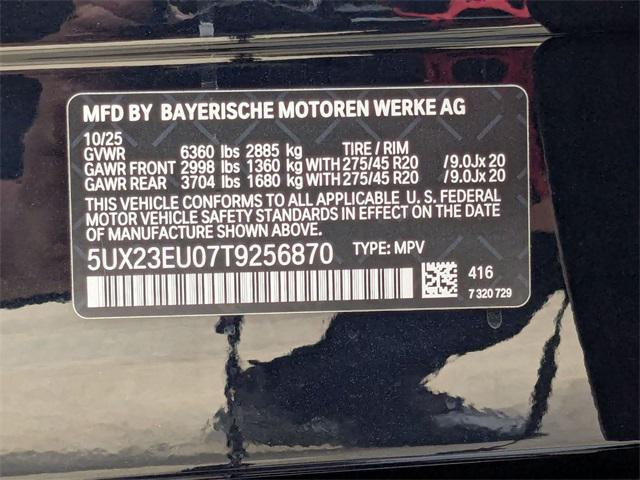 MFD BY BAYERISCHE MOTOREN WERKE AG
10/25
GVWR 6360 lbs 2885 kg TIRE / RIM
GAWR FRONT 2998 lbs 1360 kg WITH 275/45 R20 /9.0Jx 20
GAWR REAR 3704 lbs 1680 kg WITH 275/45 R20 /9.0Jx 20
THIS VEHICLE CONFORMS TO ALL APPLICABLE U. S. FEDERAL
MOTOR VEHICLE SAFETY STANDARDS IN EFFECT ON THE DATE
OF MANUFACTURE SHOWN ABOVE.
5UX23EU07T9256870 TYPE: MPV
416
7 320 729